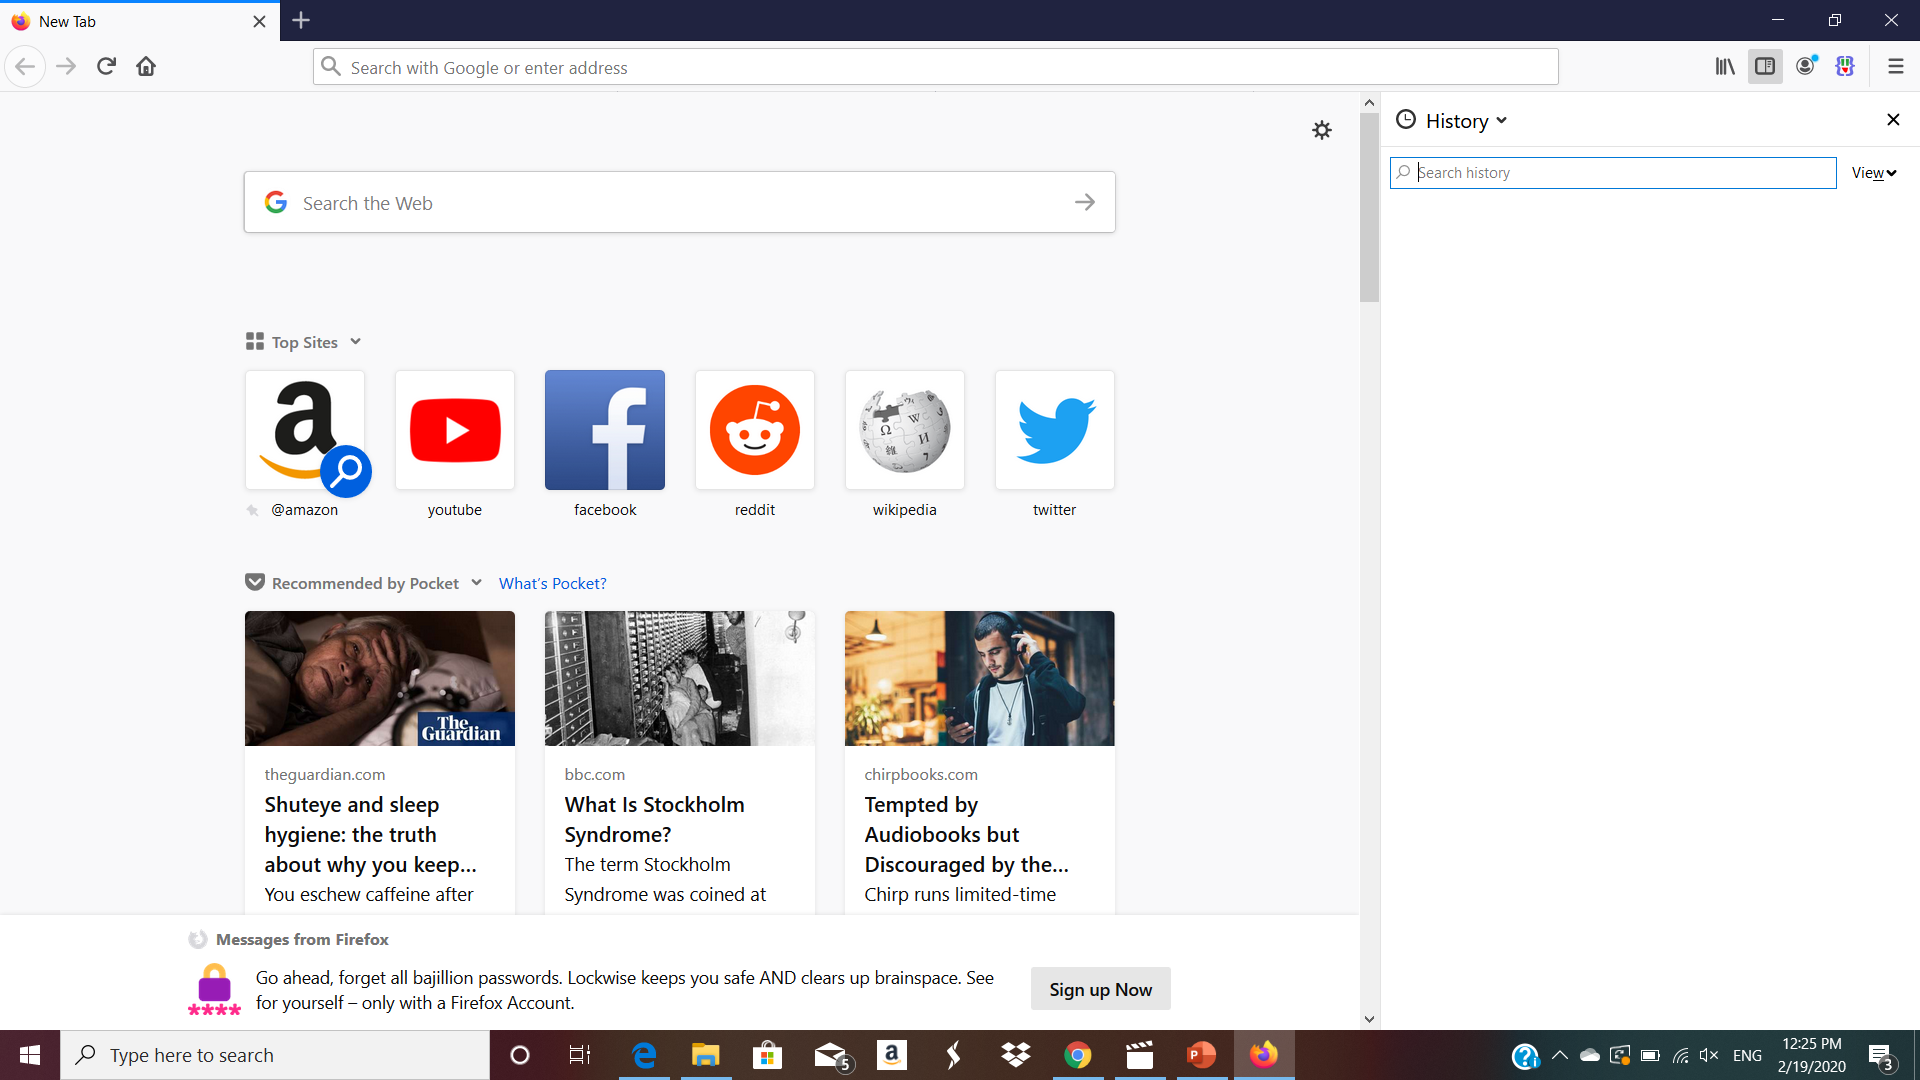 New Tab
Search with Google or enter address
History
Search history
View
Search the Web
Top Sites
@amazon
youtube
facebook
reddit
wikipedia
twitter
Recommended by Pocket
What's Pocket?
The Guardian
theguardian.com
Shuteye and sleep
hygiene: the truth
about why you keep...
You eschew caffeine after
bbc.com
What Is Stockholm
Syndrome?
The term Stockholm
Syndrome was coined at
chirpbooks.com
Tempted by
Audiobooks but
Discouraged by the...
Chirp runs limited-time
Messages from Firefox
Go ahead, forget all bajillion passwords. Lockwise keeps you safe AND clears up brainspace. See
for yourself – only with a Firefox Account.
Sign up Now
Type here to search
5
ENG
12:25 PM
2/19/2020
3